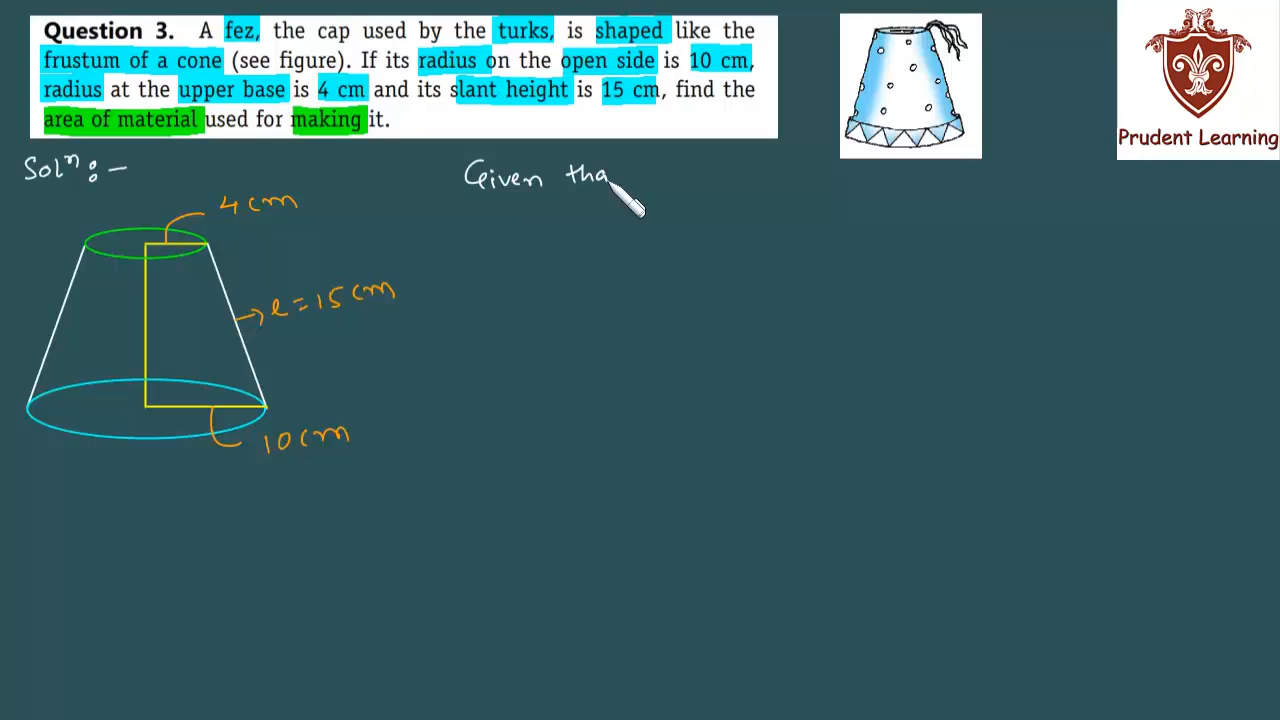 Question 3. A fez, the cap used by the turks, is shaped like the
frustum of a cone (see figure). If its radius on the open side is 10 cm,
radius at the upper base is 4 cm and its slant height is 15 cm, find the
area of material used for making it.
Prudent Learning
Solⁿ :-
Given tha
4 cm
l = 15 cm
10 cm